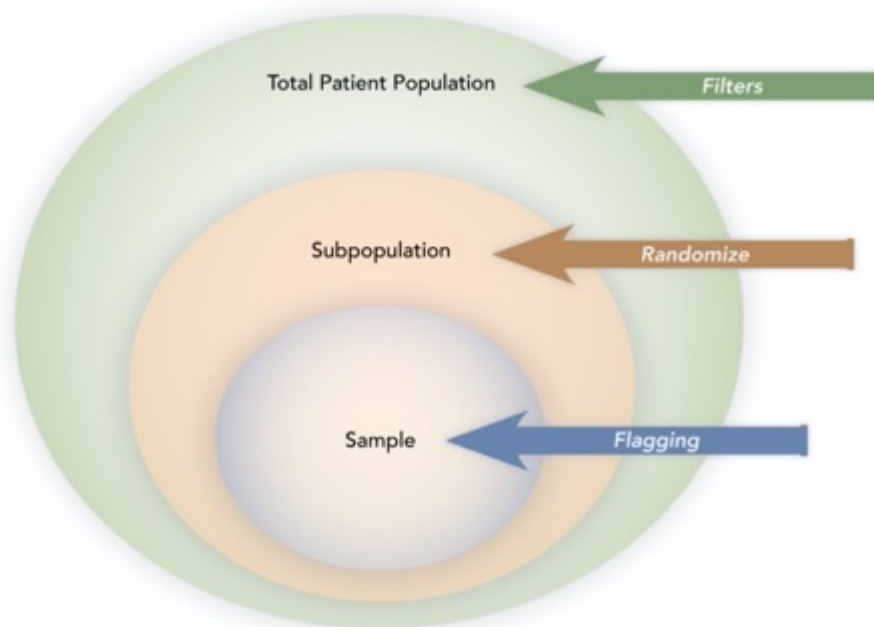 Total Patient Population
Filters
Subpopulation
Randomize
Sample
Flagging